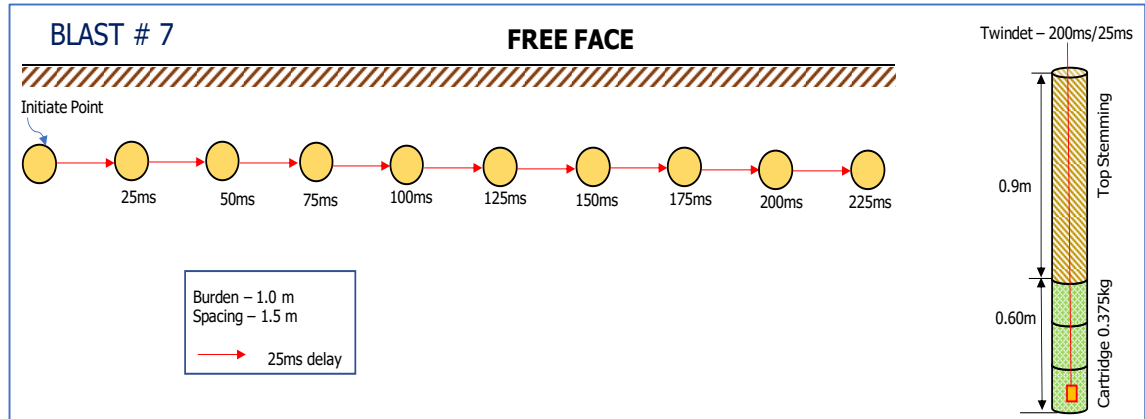 BLAST # 7
FREE FACE
Twindet – 200ms/25ms
Initiate Point
25ms
50ms
75ms
100ms
125ms
150ms
175ms
200ms
225ms
Burden – 1.0 m
Spacing – 1.5 m
25ms delay
0.9m
Top Stemming
0.60m
Cartridge 0.375kg